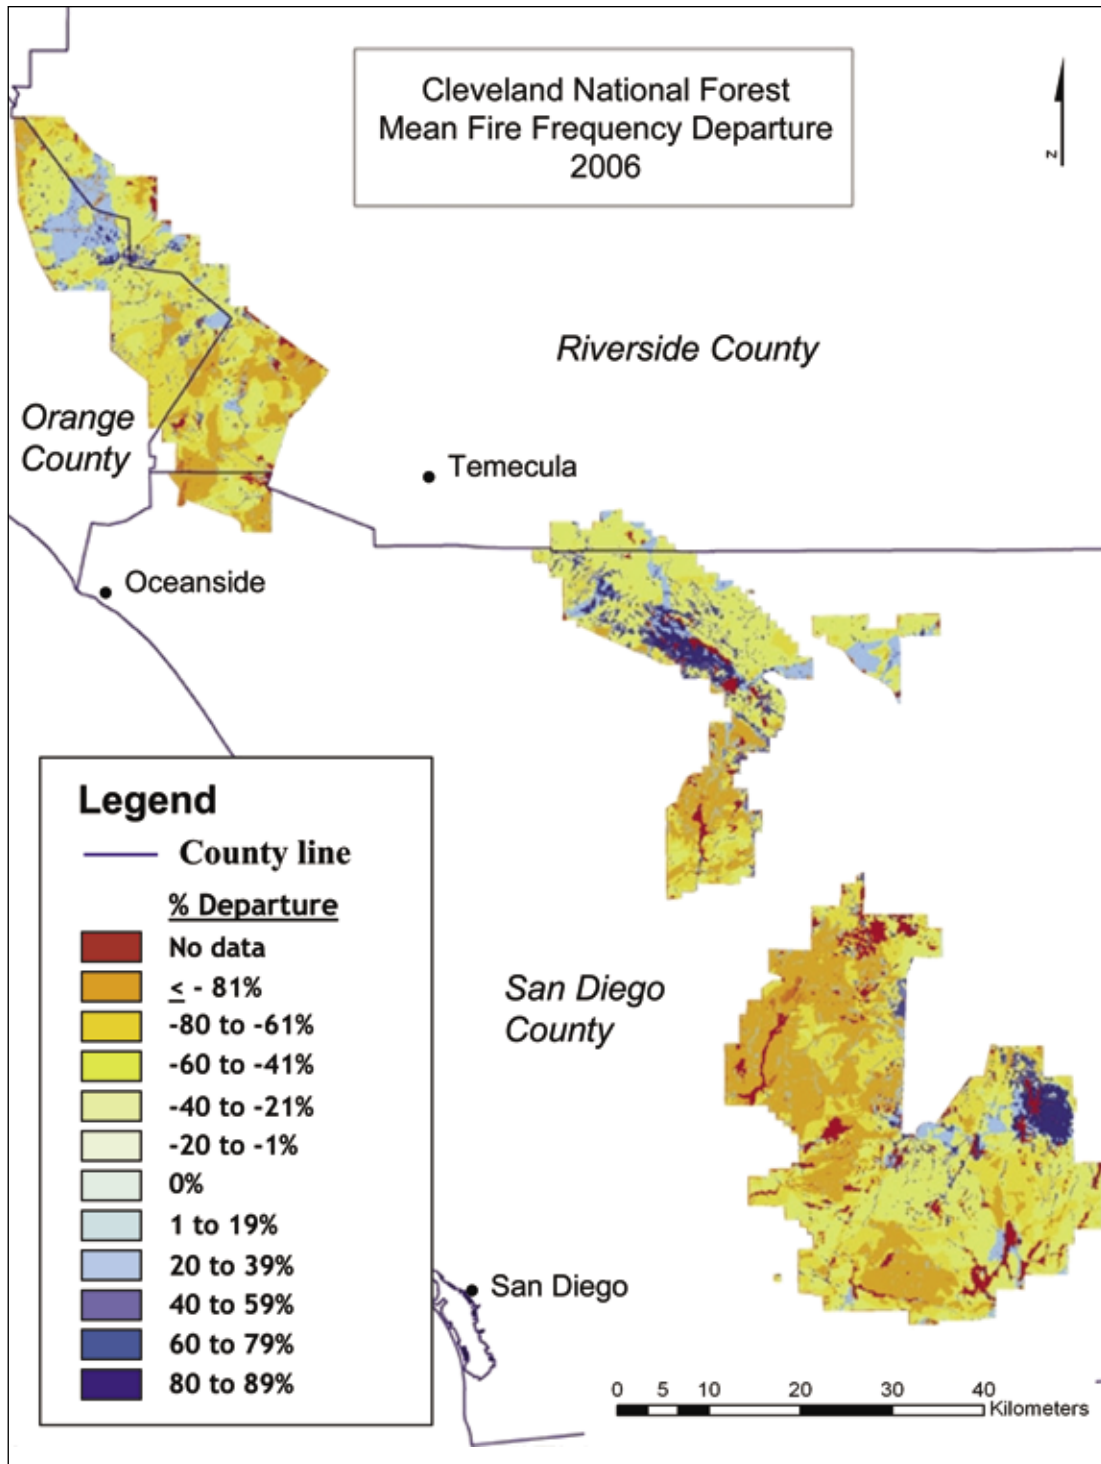 Cleveland National Forest
Mean Fire Frequency Departure
2006
N
Riverside County
Orange
County
Temecula
Oceanside
San Diego
County
Legend
County line
% Departure
No data
≤ - 81%
-80 to -61%
-60 to -41%
-40 to -21%
-20 to -1%
0%
1 to 19%
20 to 39%
40 to 59%
60 to 79%
80 to 89%
San Diego
0 5 10 20 30 40
Kilometers